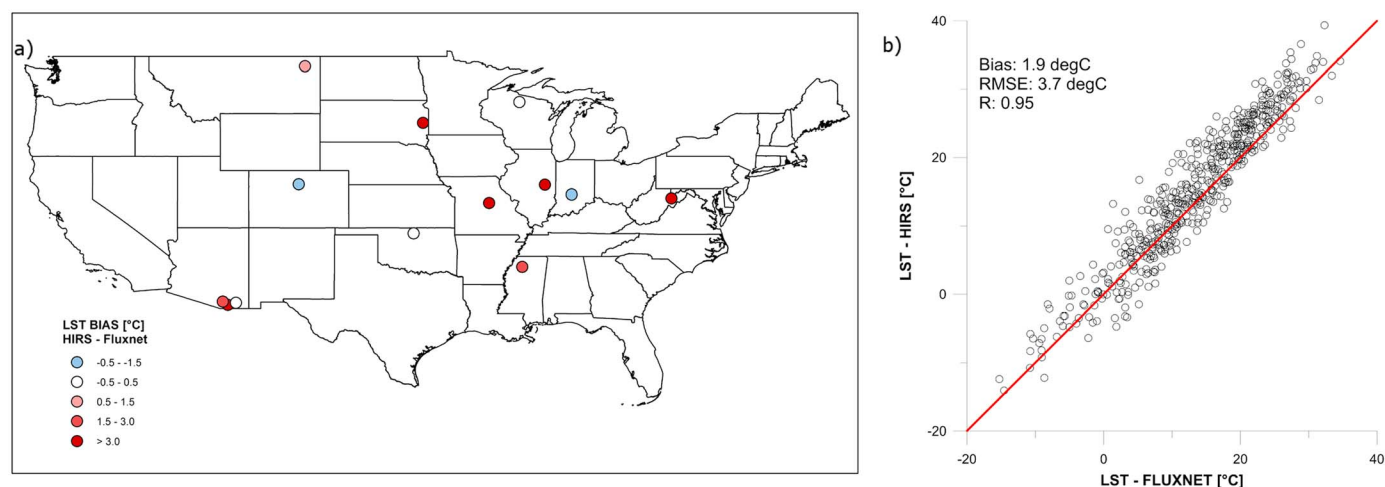 a)
LST BIAS [°C]
HIRS - Fluxnet
-0.5 - -1.5
-0.5 - 0.5
0.5 - 1.5
1.5 - 3.0
> 3.0
b)
Bias: 1.9 degC
RMSE: 3.7 degC
R: 0.95
LST - HIRS [°C]
40
20
0
-20
-20 0 20 40
LST - FLUXNET [°C]